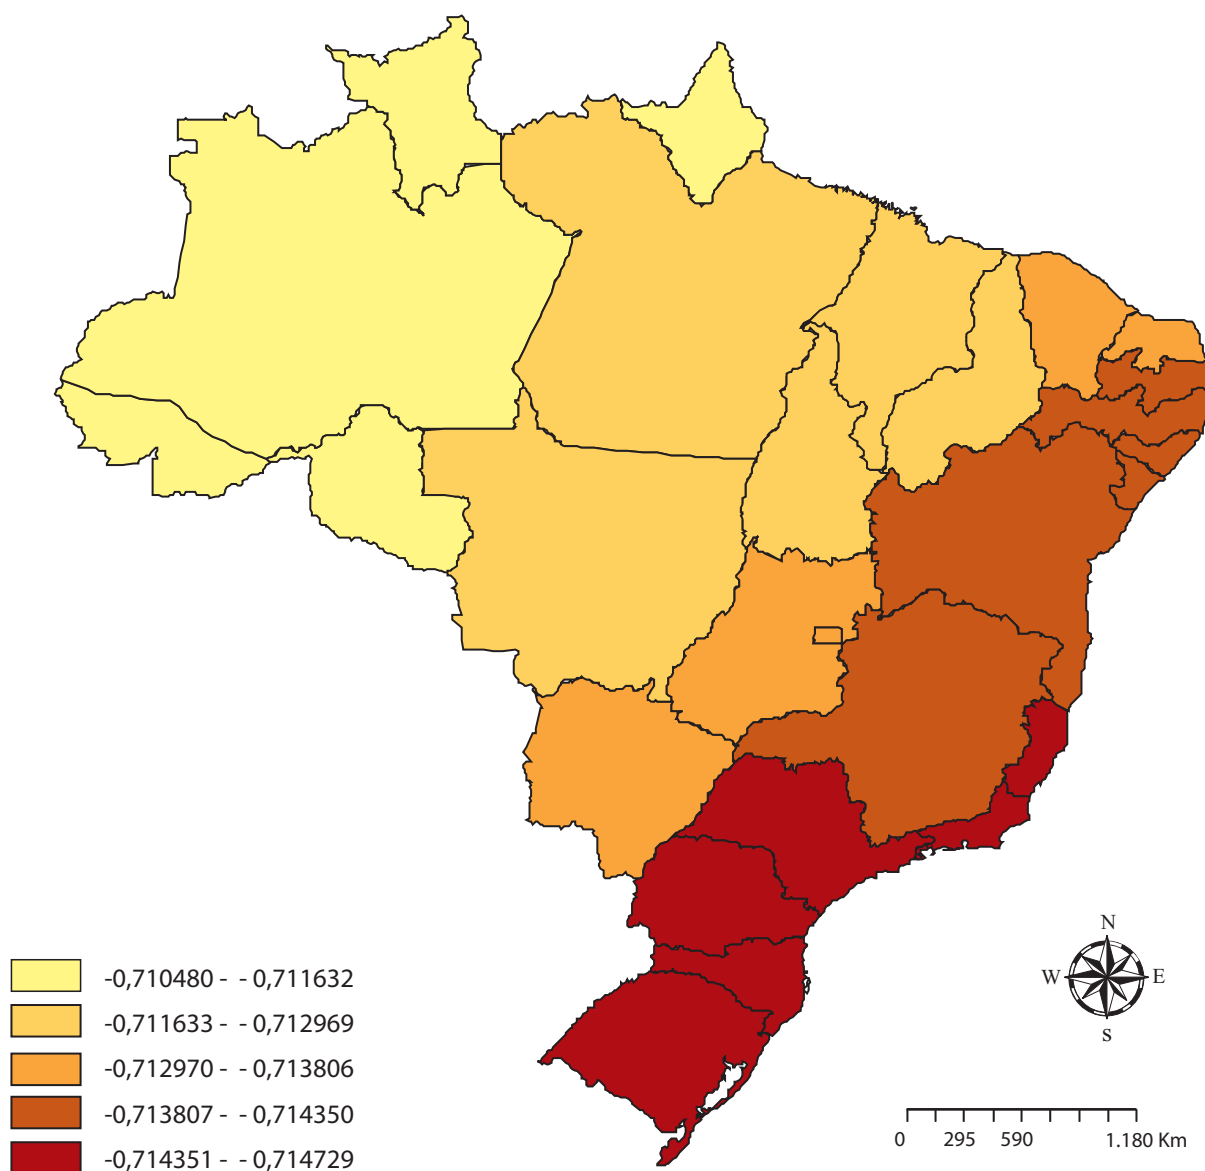 N
W E
S
-0,710480 - - 0,711632
-0,711633 - - 0,712969
-0,712970 - - 0,713806
-0,713807 - - 0,714350
-0,714351 - - 0,714729
0 295 590 1.180 Km